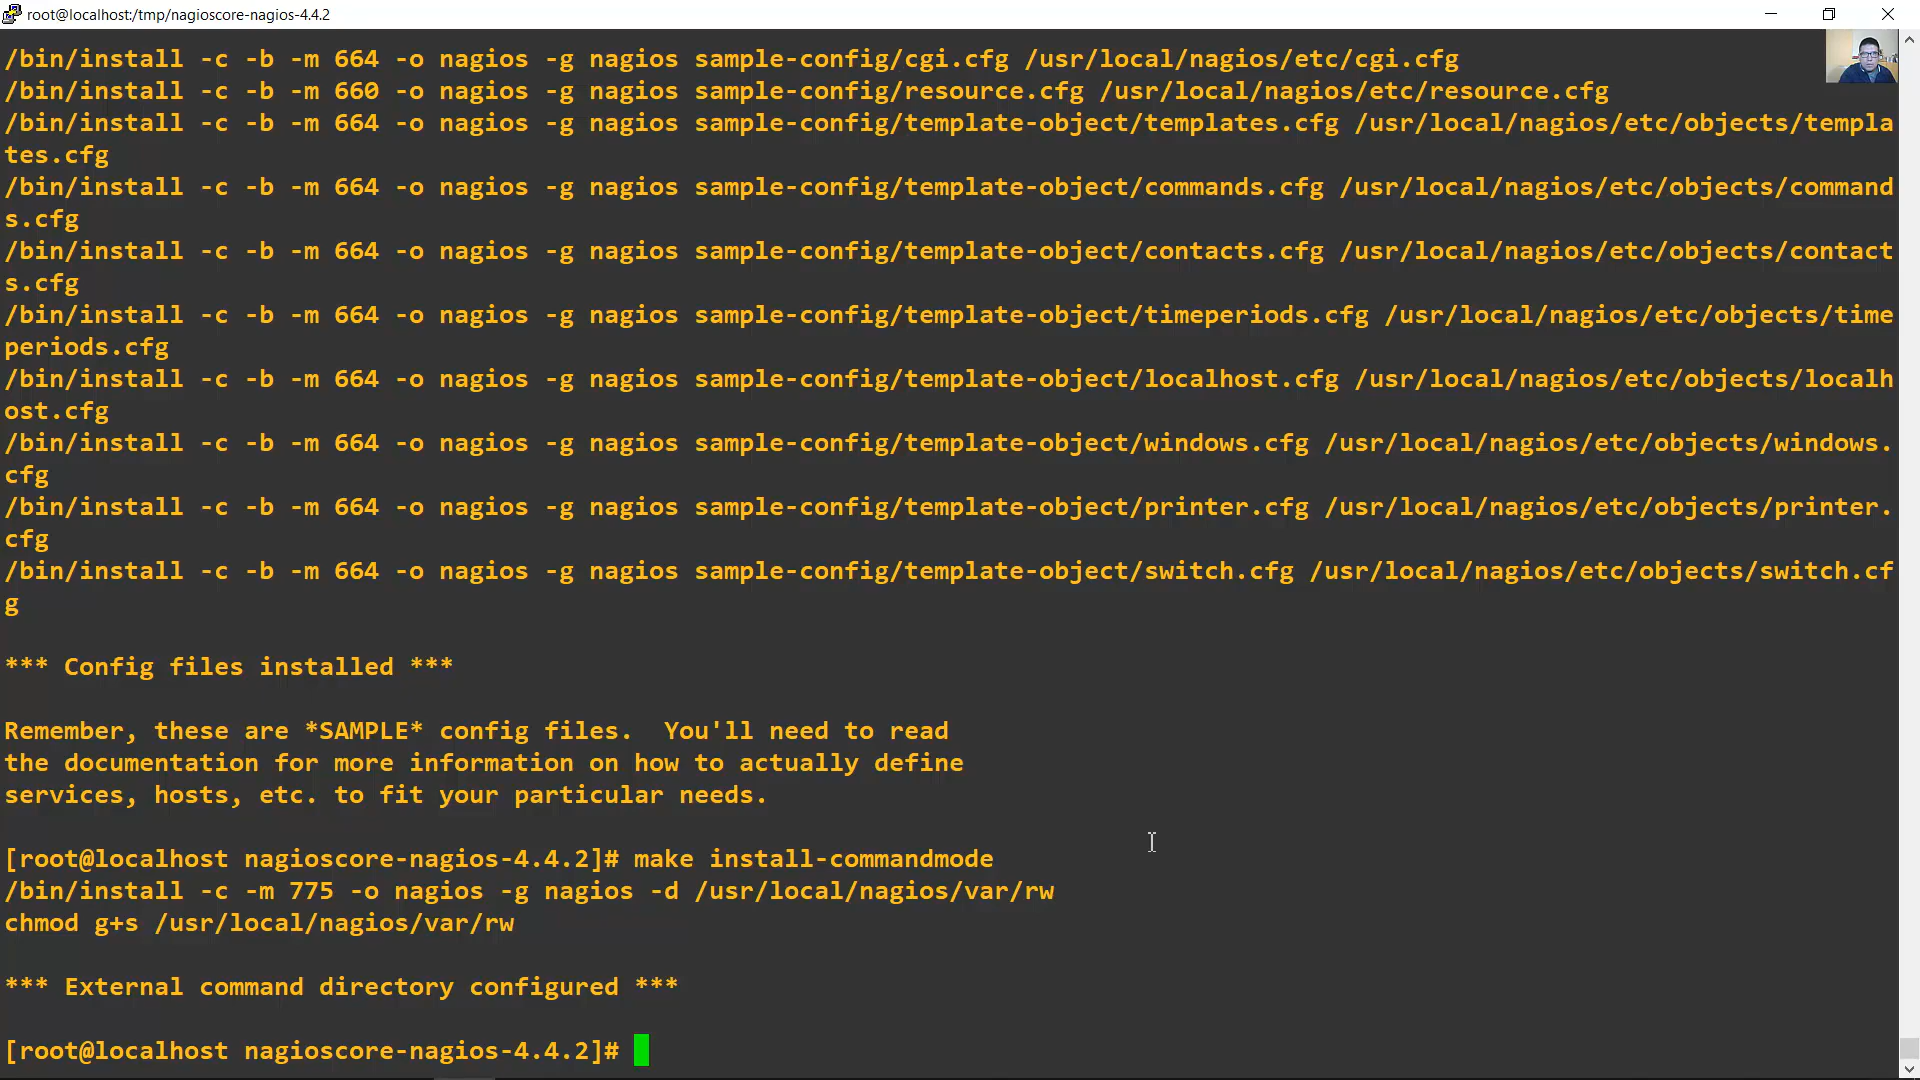 root@localhost:/tmp/nagioscore-nagios-4.4.2
/bin/install -c -b -m 664 -o nagios -g nagios sample-config/cgi.cfg /usr/local/nagios/etc/cgi.cfg
/bin/install -c -b -m 660 -o nagios -g nagios sample-config/resource.cfg /usr/local/nagios/etc/resource.cfg
/bin/install -c -b -m 664 -o nagios -g nagios sample-config/template-object/templates.cfg /usr/local/nagios/etc/objects/templa
tes.cfg
/bin/install -c -b -m 664 -o nagios -g nagios sample-config/template-object/commands.cfg /usr/local/nagios/etc/objects/command
s.cfg
/bin/install -c -b -m 664 -o nagios -g nagios sample-config/template-object/contacts.cfg /usr/local/nagios/etc/objects/contact
s.cfg
/bin/install -c -b -m 664 -o nagios -g nagios sample-config/template-object/timeperiods.cfg /usr/local/nagios/etc/objects/time
periods.cfg
/bin/install -c -b -m 664 -o nagios -g nagios sample-config/template-object/localhost.cfg /usr/local/nagios/etc/objects/localh
ost.cfg
/bin/install -c -b -m 664 -o nagios -g nagios sample-config/template-object/windows.cfg /usr/local/nagios/etc/objects/windows.
cfg
/bin/install -c -b -m 664 -o nagios -g nagios sample-config/template-object/printer.cfg /usr/local/nagios/etc/objects/printer.
cfg
/bin/install -c -b -m 664 -o nagios -g nagios sample-config/template-object/switch.cfg /usr/local/nagios/etc/objects/switch.cf
g
*** Config files installed ***
Remember, these are *SAMPLE* config files.  You'll need to read
the documentation for more information on how to actually define
services, hosts, etc. to fit your particular needs.
[root@localhost nagioscore-nagios-4.4.2]# make install-commandmode
/bin/install -c -m 775 -o nagios -g nagios -d /usr/local/nagios/var/rw
chmod g+s /usr/local/nagios/var/rw
*** External command directory configured ***
[root@localhost nagioscore-nagios-4.4.2]#